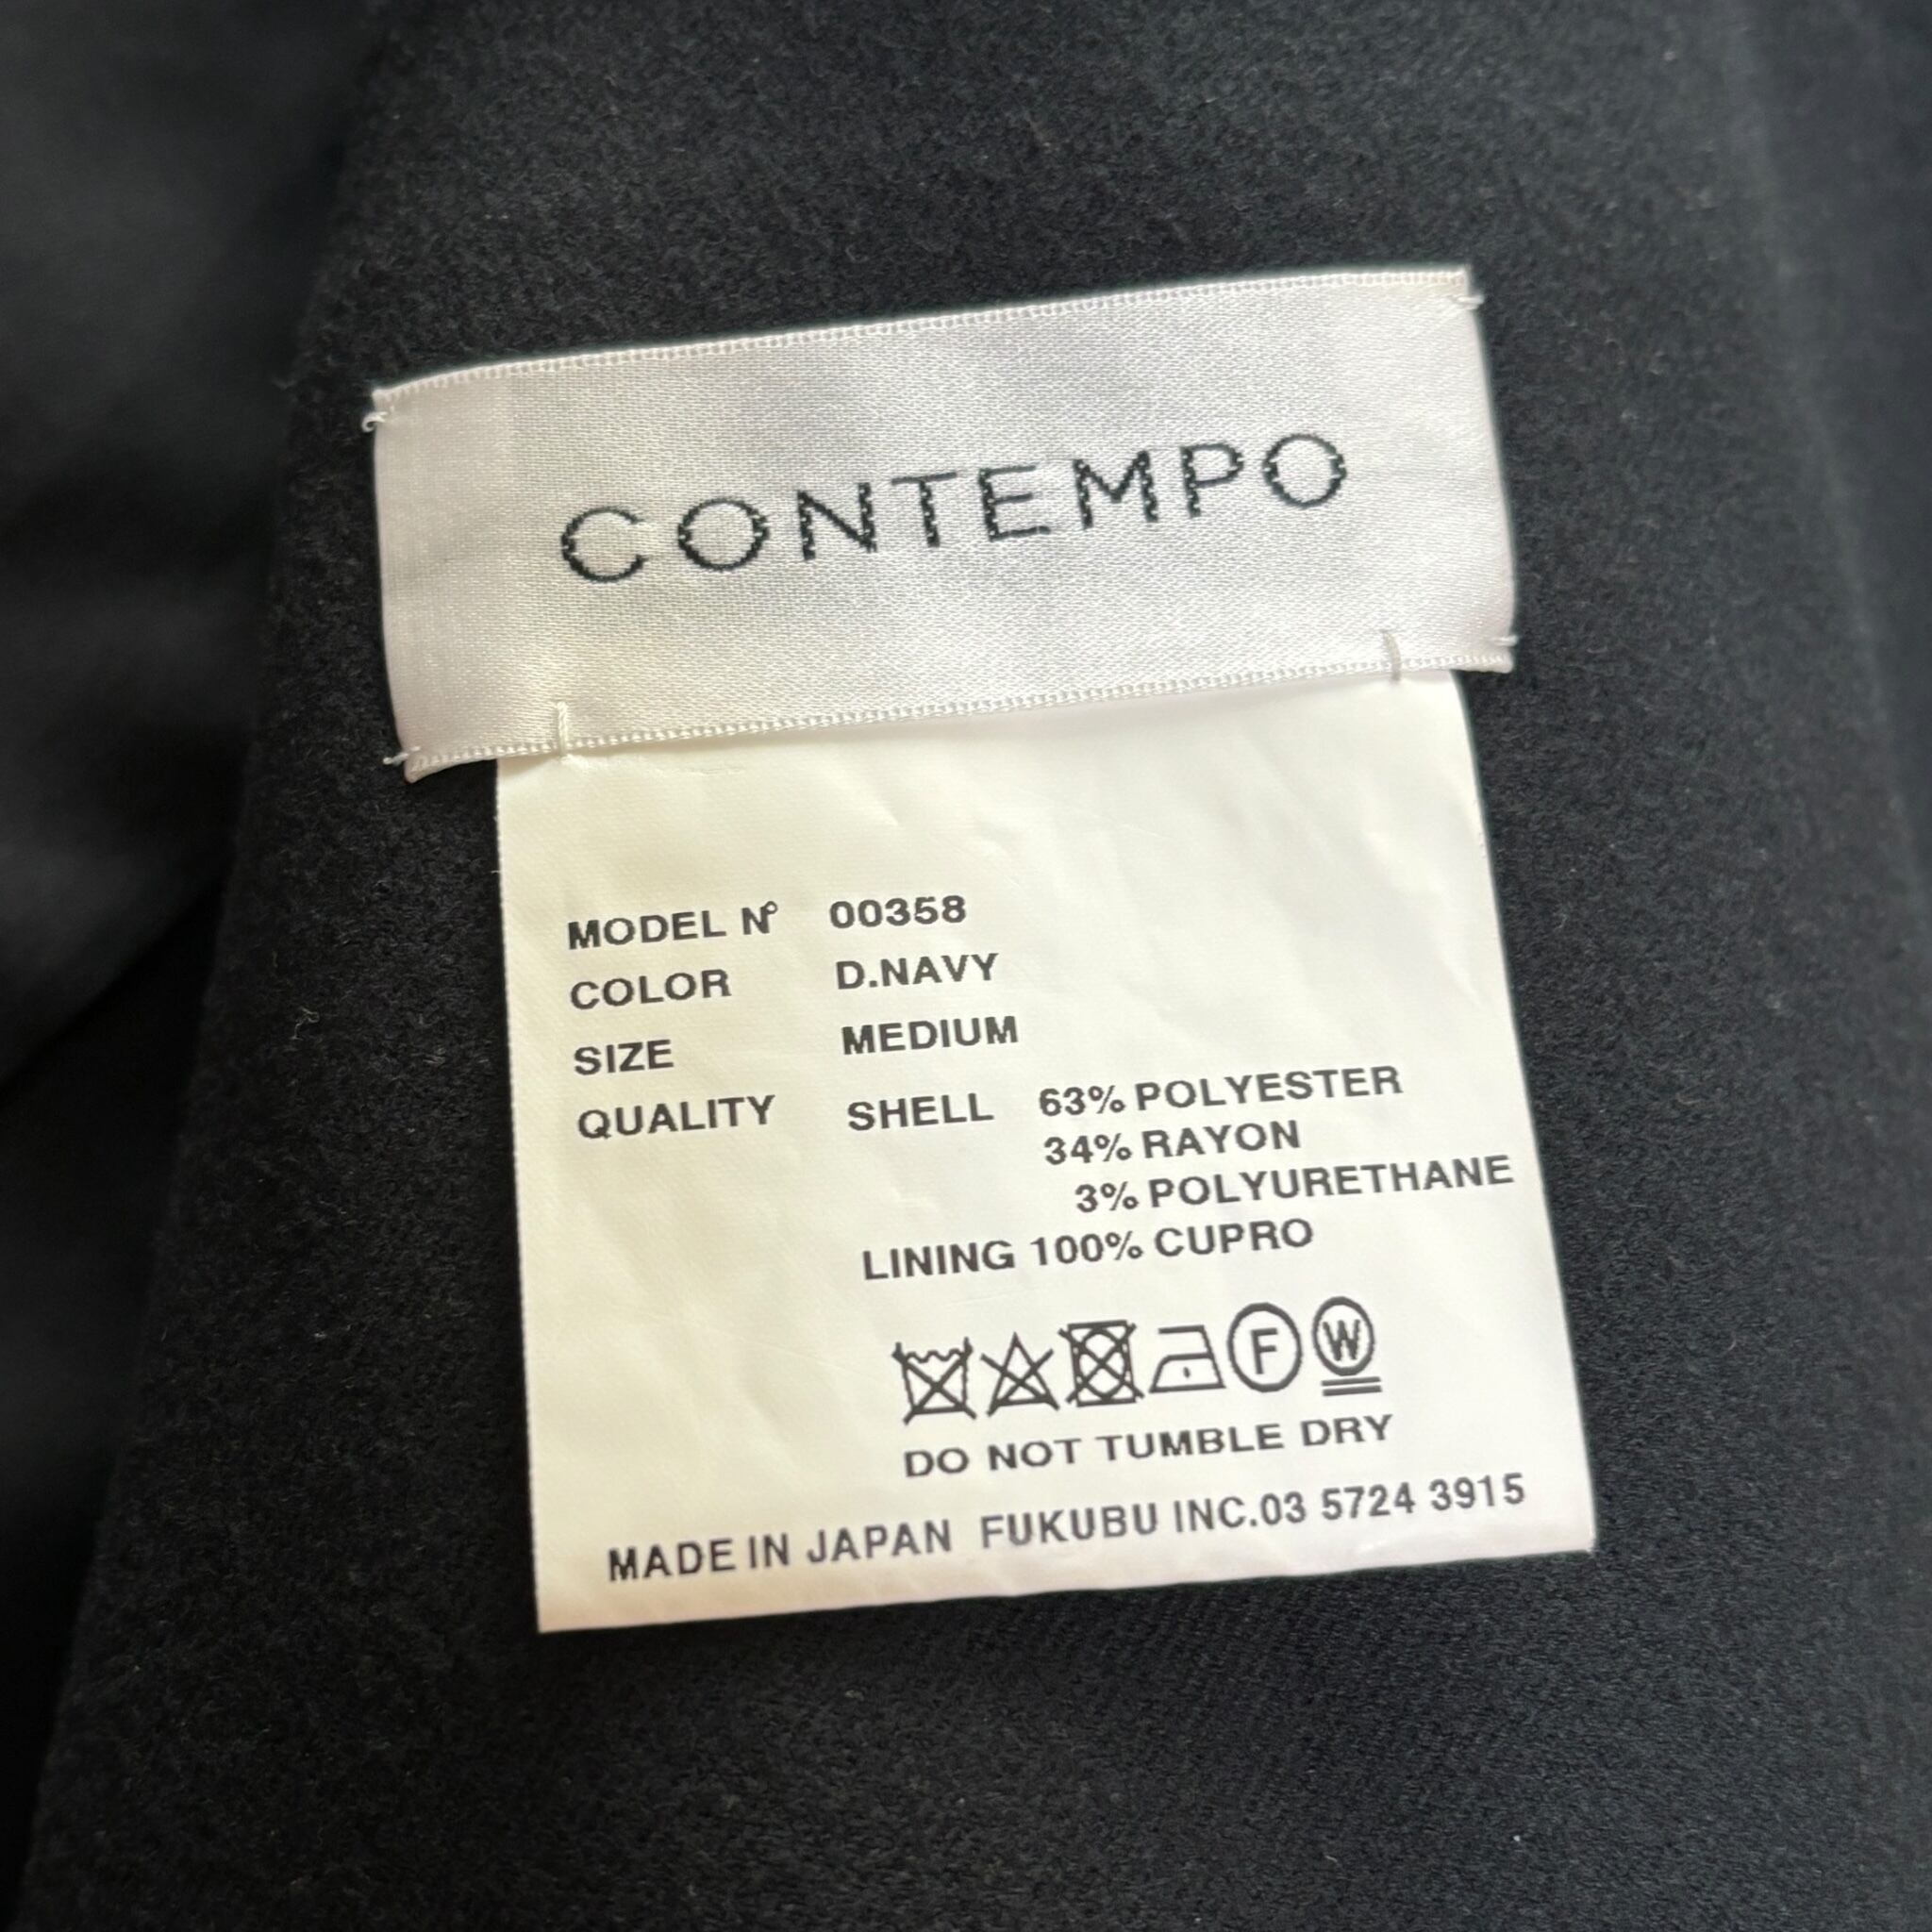 CONTEMPO
MODEL N° 00358
COLOR D.NAVY
SIZE MEDIUM
QUALITY SHELL 63% POLYESTER
34% RAYON
3% POLYURETHANE
LINING 100% CUPRO
F W
DO NOT TUMBLE DRY
MADE IN JAPAN FUKUBU INC.03 5724 3915